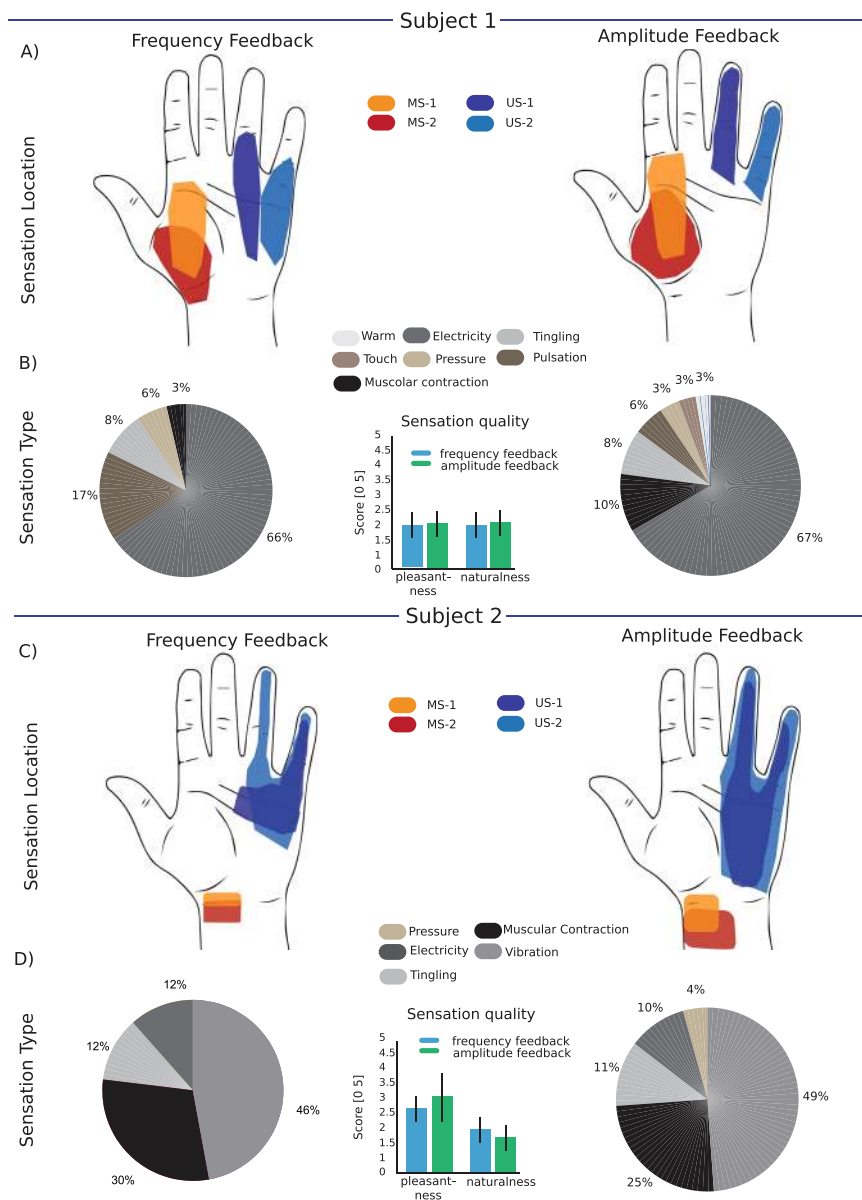 Subject 1
Frequency Feedback
Amplitude Feedback
A)
Sensation Location
MS-1
US-1
MS-2
US-2
Warm
Electricity
Tingling
Touch
Pressure
Pulsation
Muscular contraction
B)
Sensation Type
3%
6%
8%
17%
66%
Sensation quality
Score [0 5]
5
4.5
4
3.5
3
2.5
2
1.5
1
0
frequency feedback
amplitude feedback
pleasant-
ness
naturalness
3%
3%
3%
6%
8%
10%
67%
Subject 2
Frequency Feedback
Amplitude Feedback
C)
Sensation Location
MS-1
US-1
MS-2
US-2
Pressure
Muscular Contraction
Electricity
Vibration
Tingling
D)
Sensation Type
12%
12%
46%
30%
Sensation quality
Score [0 5]
5
4.5
4
3.5
3
2.5
2
1.5
1
0
frequency feedback
amplitude feedback
pleasant-
ness
naturalness
4%
10%
11%
49%
25%